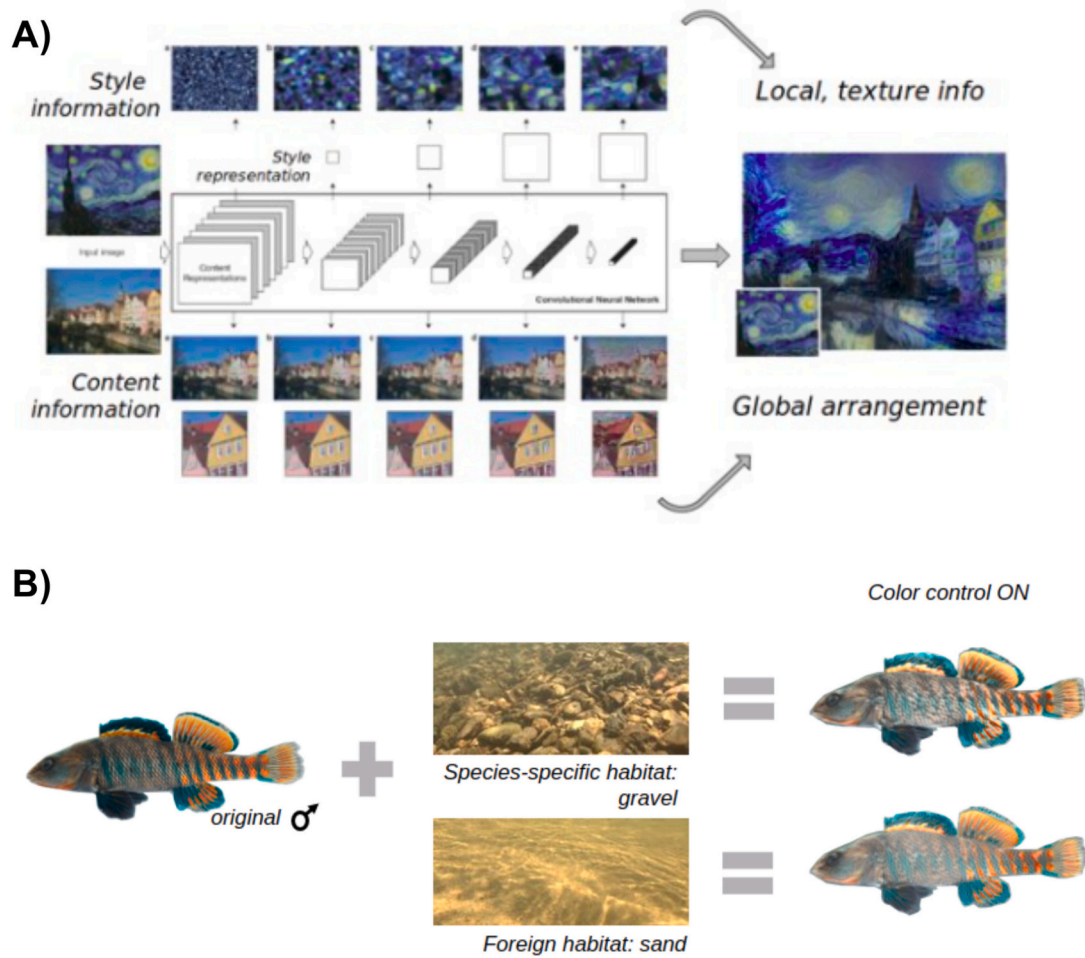 A)
a b c d e
Style
information
Local, texture info
Style
representation
Input image
Content
Representations
Convolutional Neural Network
a b c d e
Content
information
Global arrangement
B)
Color control ON
original ♂
Species-specific habitat:
gravel
Foreign habitat: sand